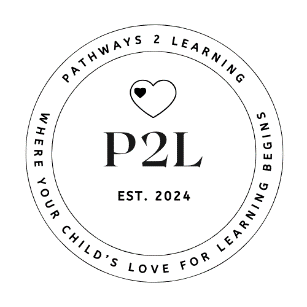 PATHWAYS 2 LEARNING
P2L
EST. 2024
WHERE YOUR CHILD'S LOVE FOR LEARNING BEGINS